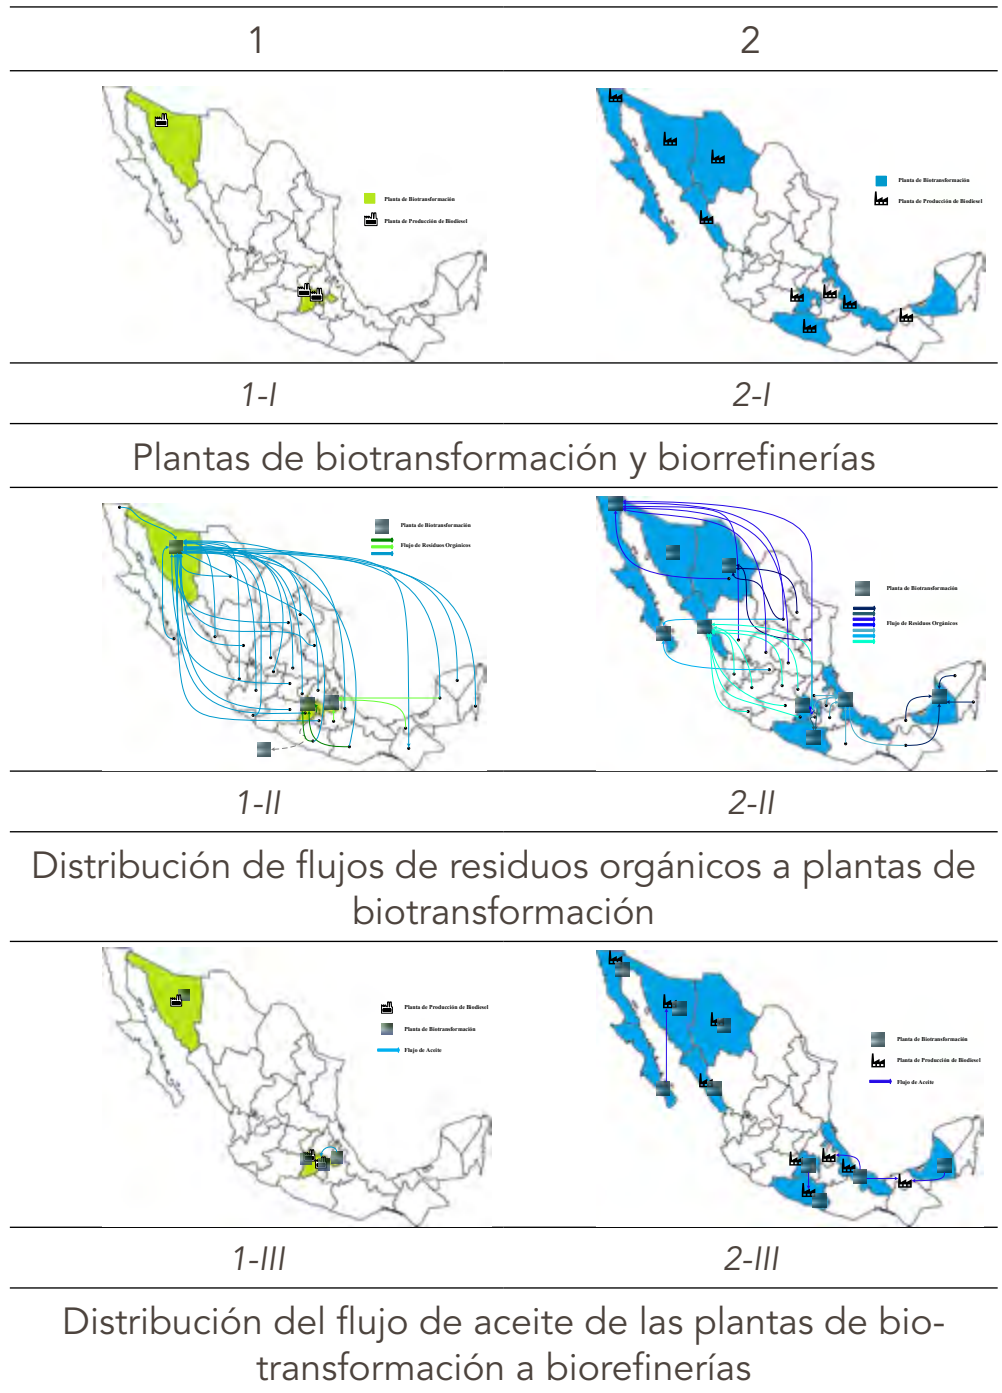 1
2
Planta de Biotransformación
Planta de Producción de Biodiesel
Planta de Biotransformación
Planta de Producción de Biodiesel
1-I
2-I
Plantas de biotransformación y biorrefinerías
Planta de Biotransformación
Flujo de Residuos Orgánicos
Planta de Biotransformación
Flujo de Residuos Orgánicos
1-II
2-II
Distribución de flujos de residuos orgánicos a plantas de
biotransformación
Planta de Producción de Biodiesel
Planta de Biotransformación
Flujo de Aceite
Planta de Biotransformación
Planta de Producción de Biodiesel
Flujo de Aceite
1-III
2-III
Distribución del flujo de aceite de las plantas de bio-
transformación a biorefinerías